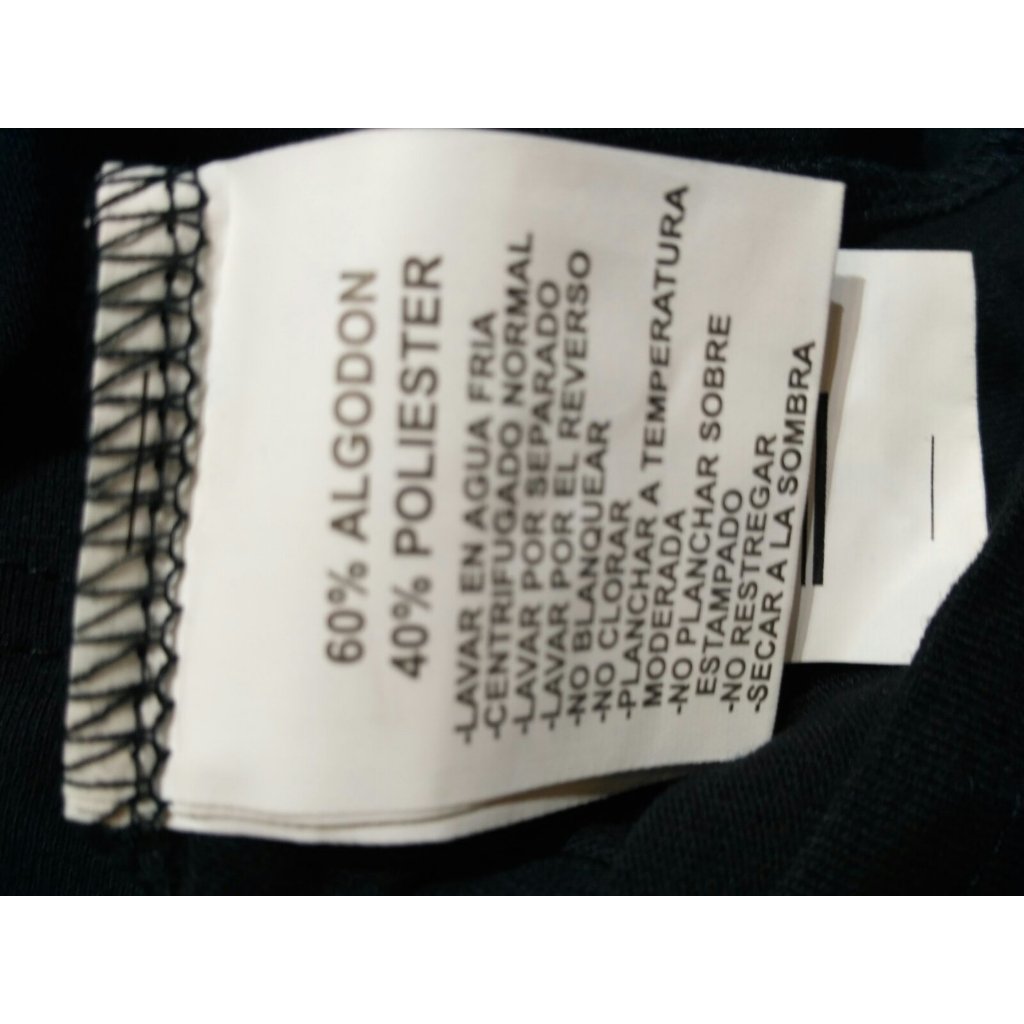 60% ALGODON
40% POLIESTER
-LAVAR EN AGUA FRIA
-CENTRIFUGADO NORMAL
-LAVAR POR SEPARADO
-LAVAR POR EL REVERSO
-NO BLANQUEAR
-NO CLORAR
-PLANCHAR A TEMPERATURA
MODERADA
-NO PLANCHAR SOBRE
ESTAMPADO
-NO RESTREGAR
-SECAR A LA SOMBRA